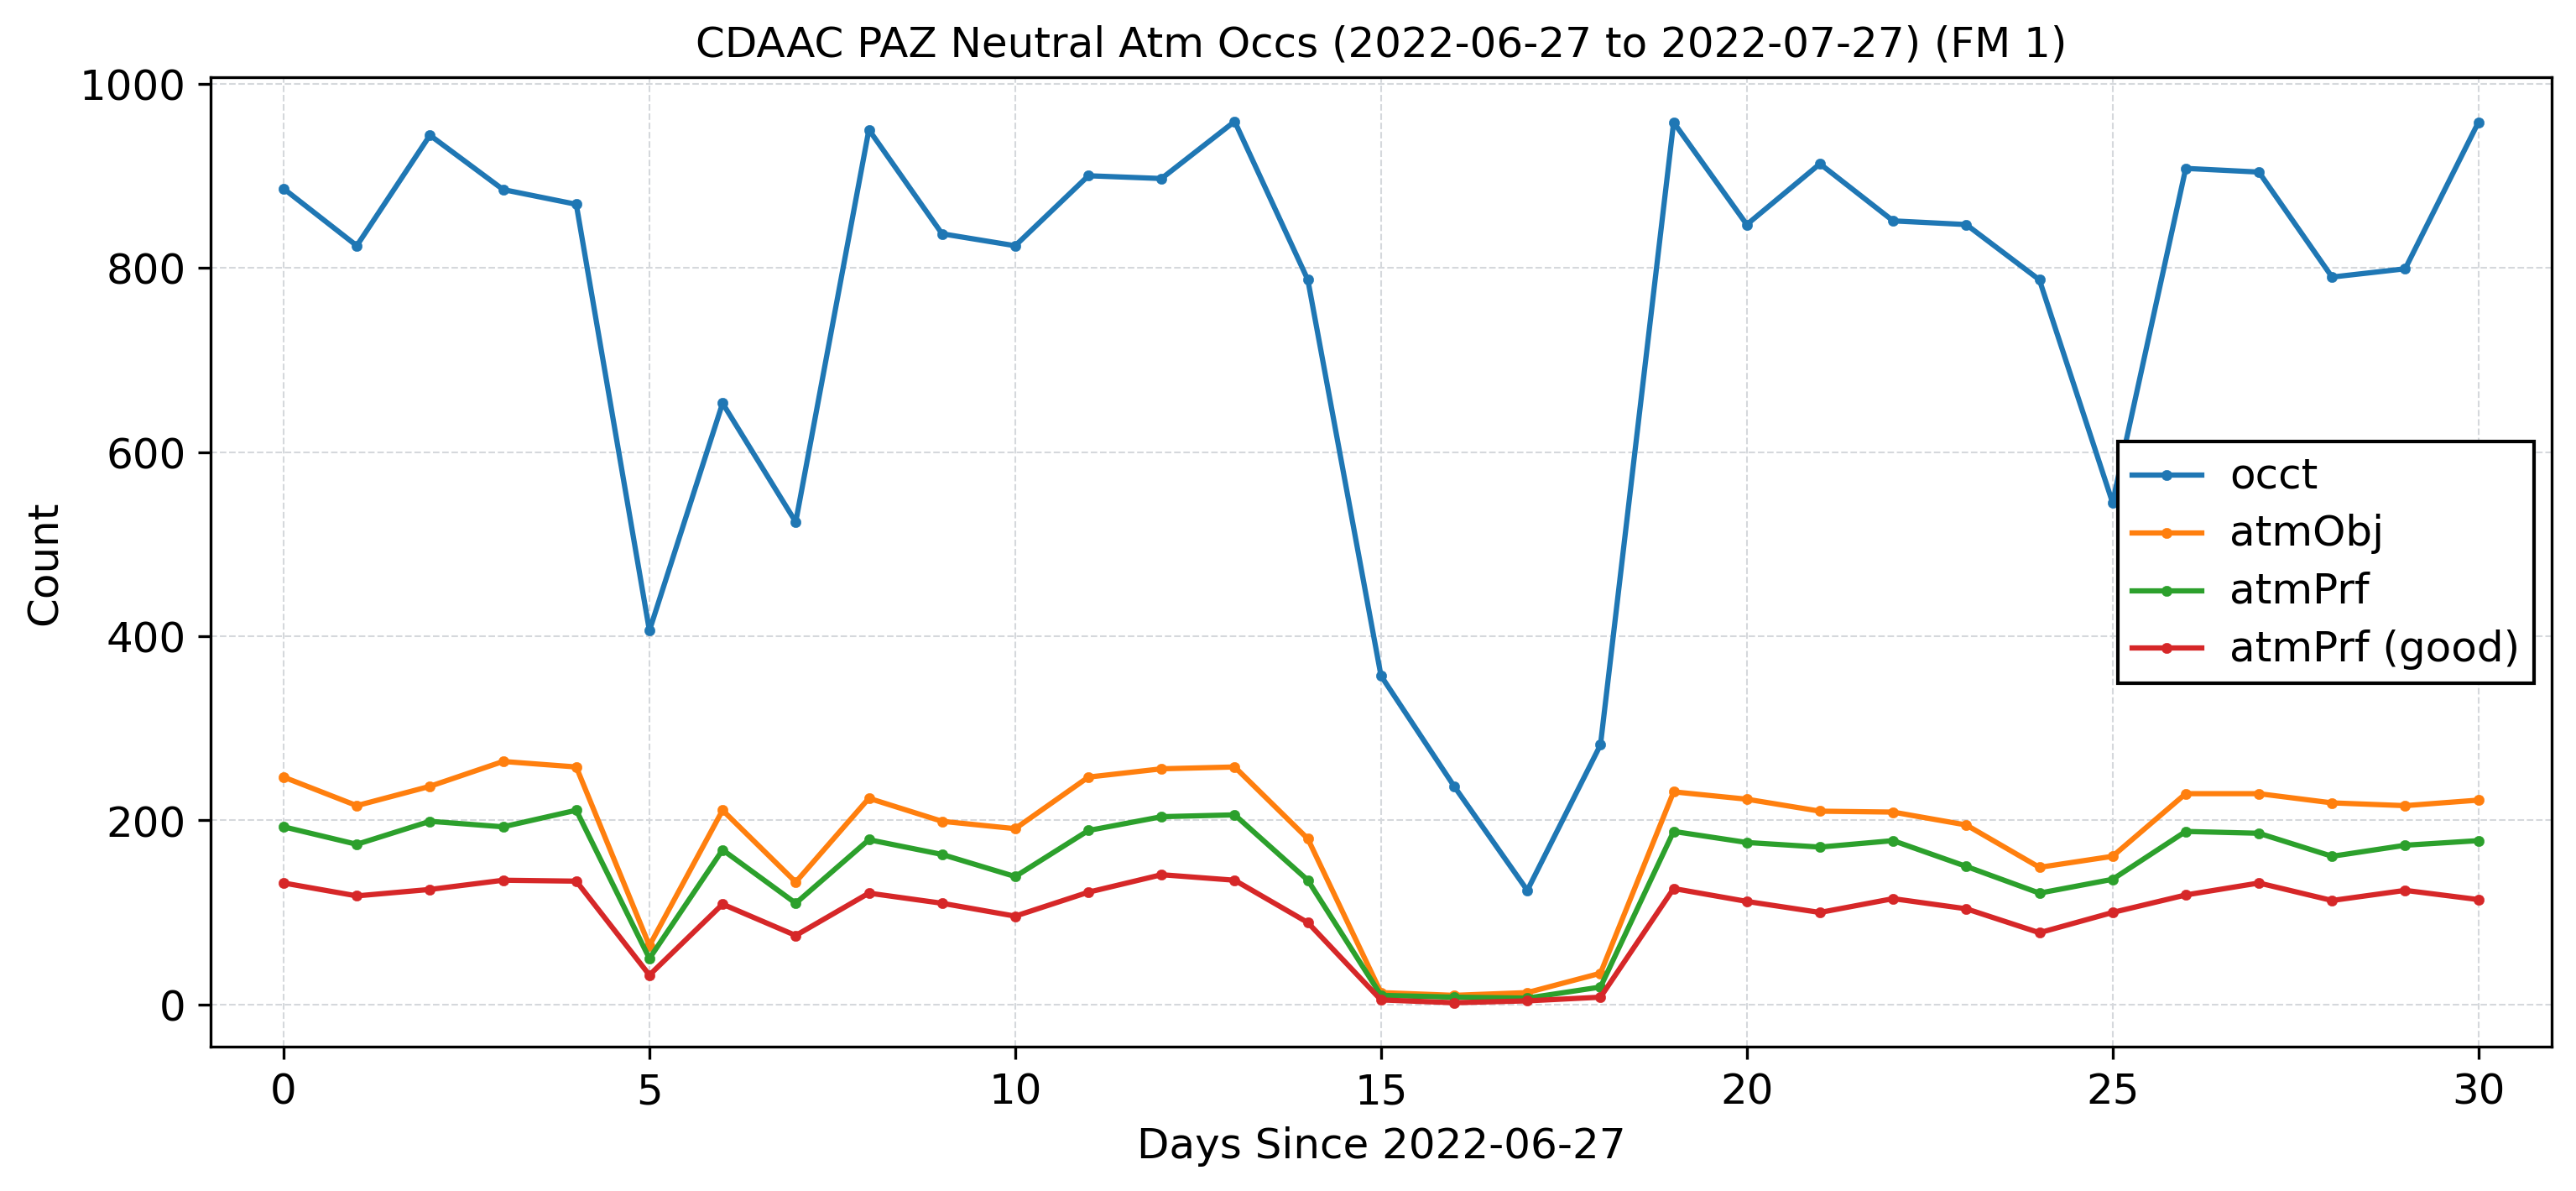 CDAAC PAZ Neutral Atm Occs (2022-06-27 to 2022-07-27) (FM 1)
1000
800
600
400
200
0
Count
occt
atmObj
atmPrf
atmPrf (good)
0 5 10 15 20 25 30
Days Since 2022-06-27